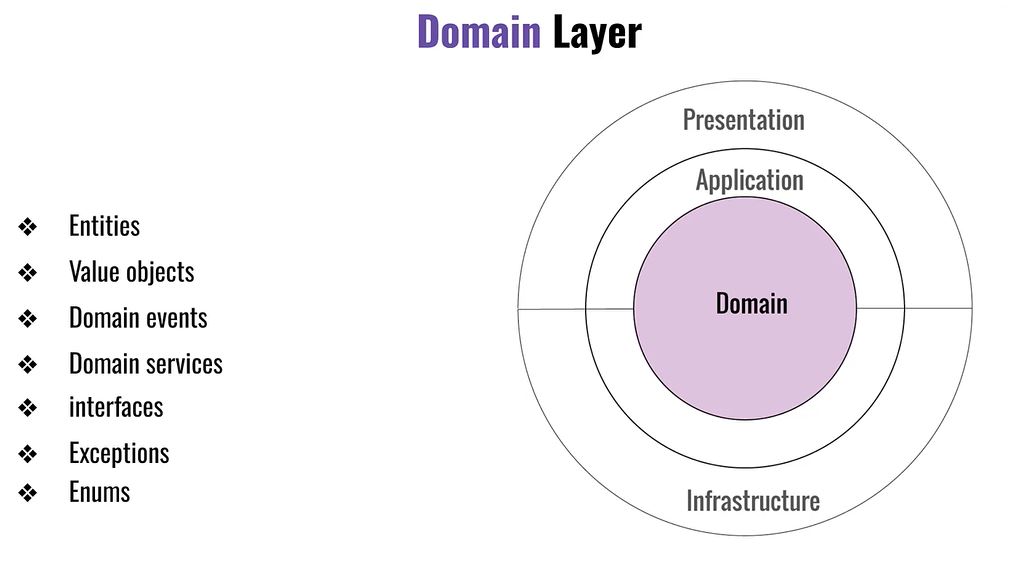 Domain Layer
❖ Entities
❖ Value objects
❖ Domain events
❖ Domain services
❖ interfaces
❖ Exceptions
❖ Enums
Presentation
Application
Domain
Infrastructure